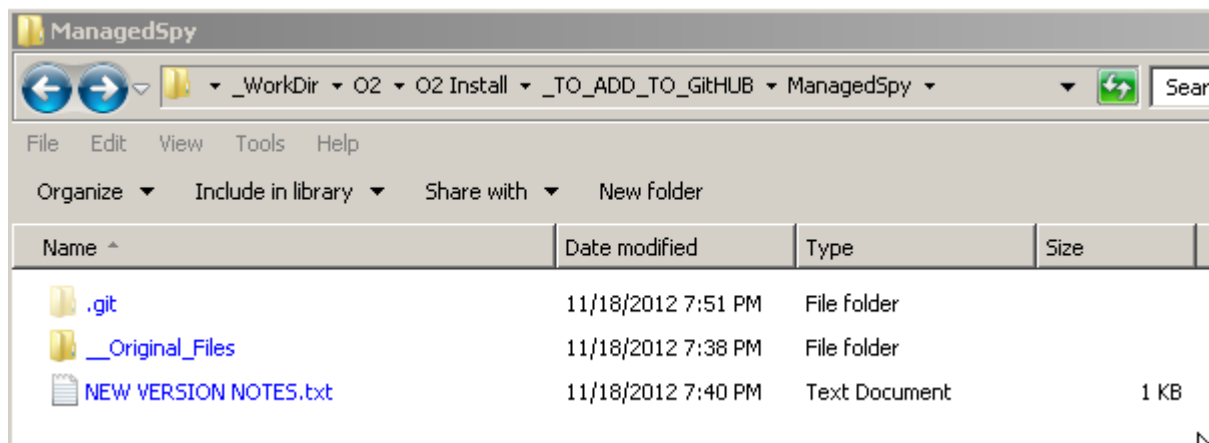 ManagedSpy
_WorkDir O2 O2 Install _TO_ADD_TO_GitHUB ManagedSpy Sear
File Edit View Tools Help
Organize Include in library Share with New folder
Name Date modified Type Size
.git 11/18/2012 7:51 PM File folder
__Original_Files 11/18/2012 7:38 PM File folder
NEW VERSION NOTES.txt 11/18/2012 7:40 PM Text Document 1 KB